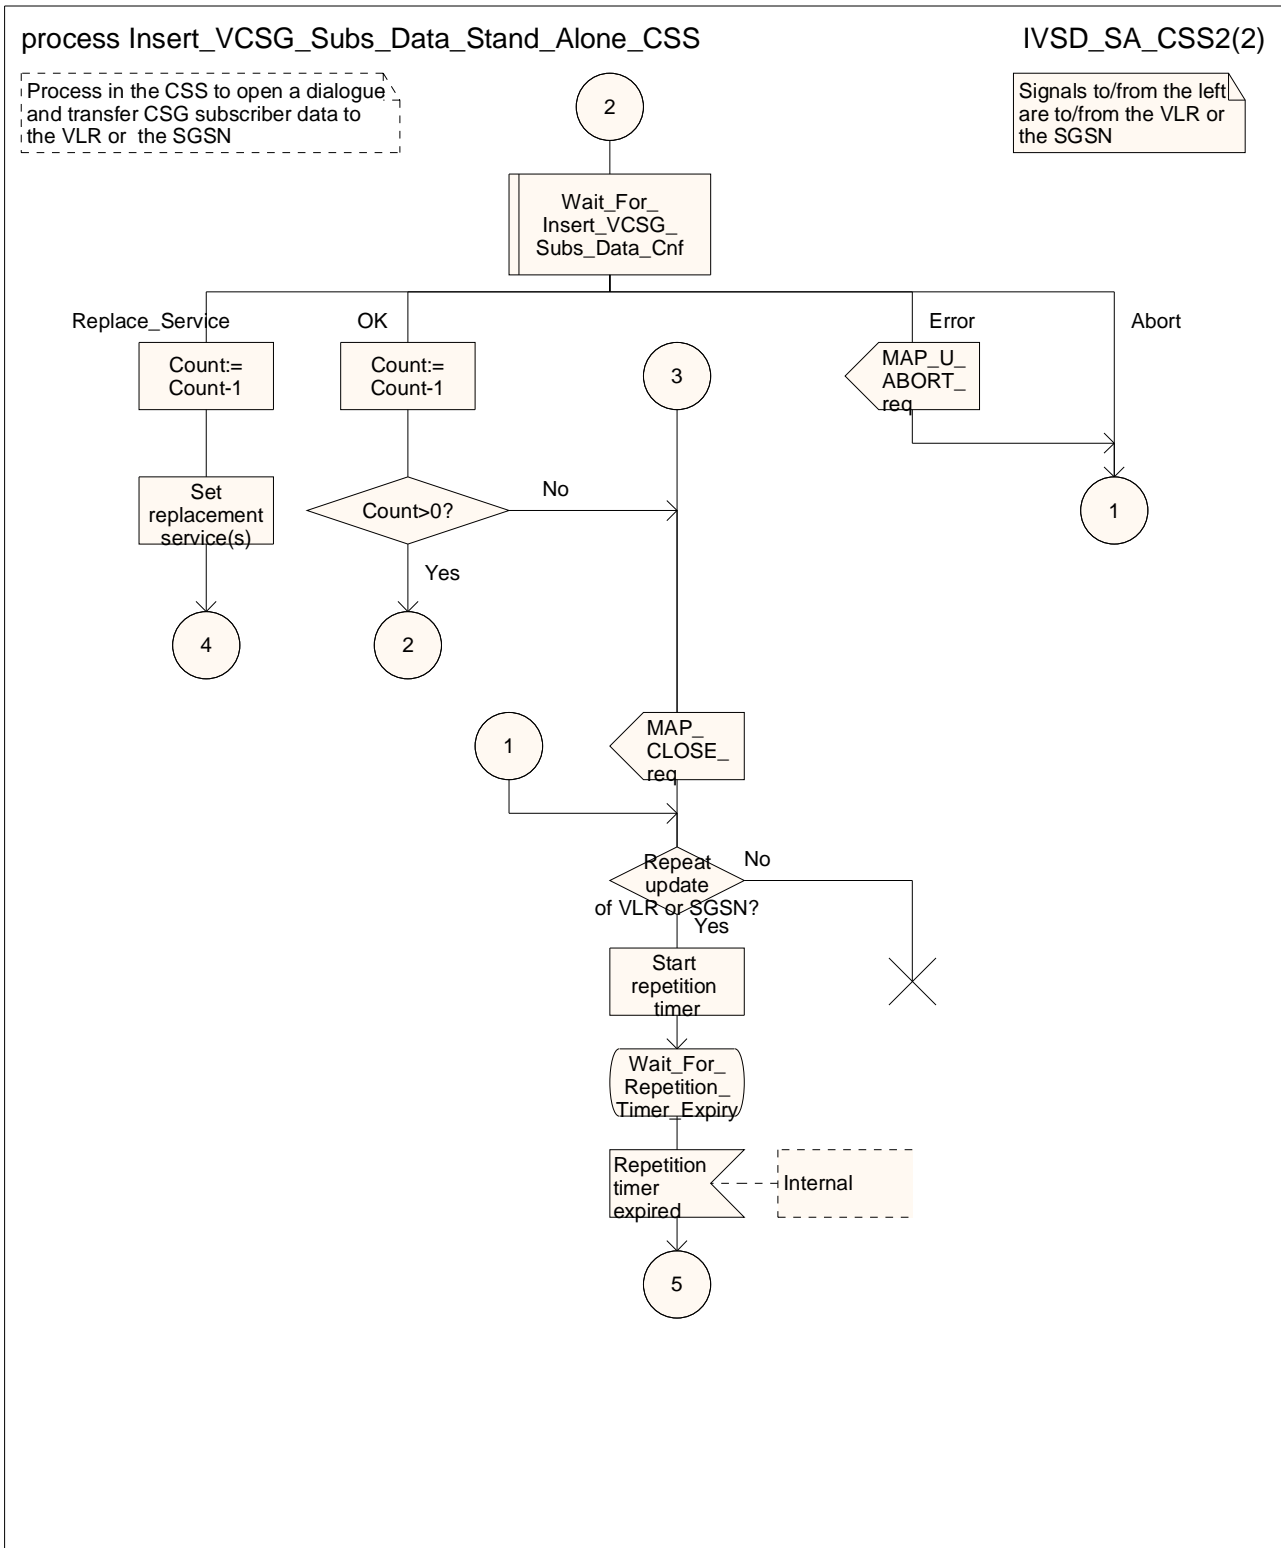 process Insert_VCSG_Subs_Data_Stand_Alone_CSS
IVSD_SA_CSS2(2)
Process in the CSS to open a dialogue
and transfer CSG subscriber data to
the VLR or  the SGSN
2
Signals to/from the left
are to/from the VLR or
the SGSN
Wait_For_
Insert_VCSG_
Subs_Data_Cnf
Replace_Service
OK
Error
Abort
Count:=
Count-1
Count:=
Count-1
3
MAP_U_
ABORT_
req
Set
replacement
service(s)
Count>0?
No
1
Yes
4
2
1
MAP_
CLOSE_
req
Repeat
update
of VLR or SGSN?
No
Yes
Start
repetition
timer
Wait_For_
Repetition_
Timer_Expiry
Repetition
timer
expired
Internal
5